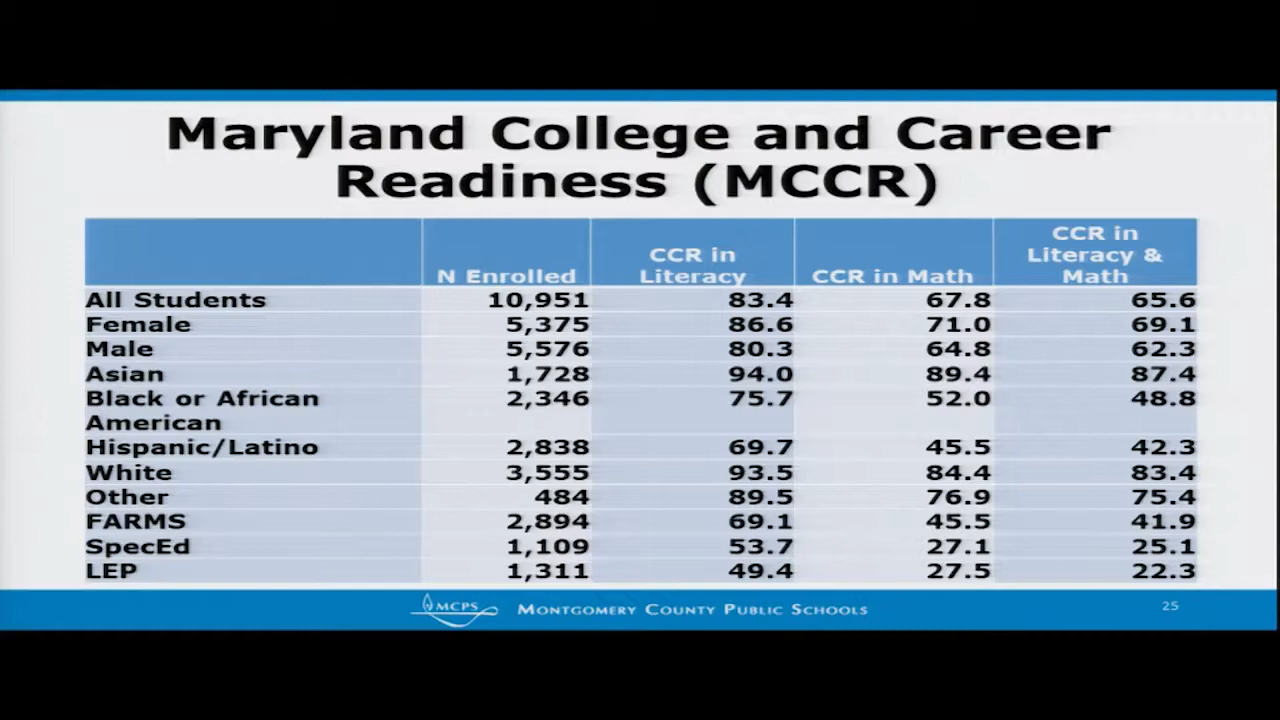 Maryland College and Career
Readiness (MCCR)
N Enrolled CCR in Literacy CCR in Math CCR in Literacy & Math
All Students 10,951 83.4 67.8 65.6
Female 5,375 86.6 71.0 69.1
Male 5,576 80.3 64.8 62.3
Asian 1,728 94.0 89.4 87.4
Black or African 2,346 75.7 52.0 48.8
American
Hispanic/Latino 2,838 69.7 45.5 42.3
White 3,555 93.5 84.4 83.4
Other 484 89.5 76.9 75.4
FARMS 2,894 69.1 45.5 41.9
SpecEd 1,109 53.7 27.1 25.1
LEP 1,311 49.4 27.5 22.3
MCPS MONTGOMERY COUNTY PUBLIC SCHOOLS 25